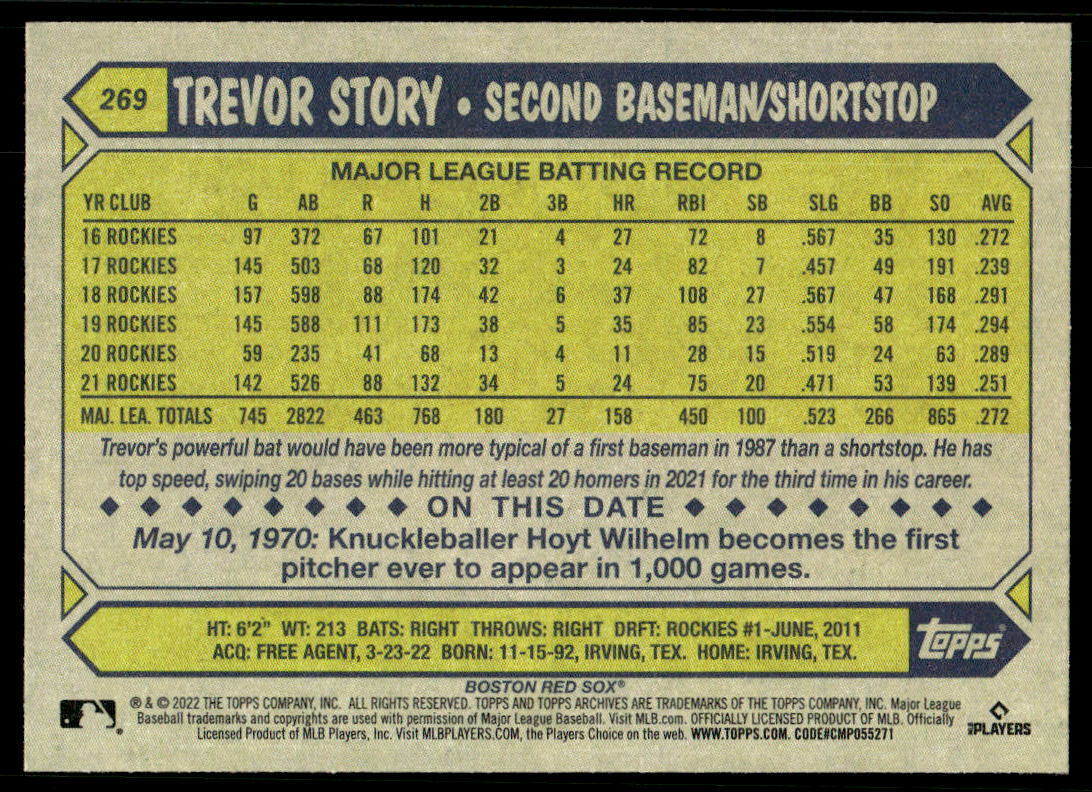 269 TREVOR STORY • SECOND BASEMAN/SHORTSTOP
MAJOR LEAGUE BATTING RECORD
YR CLUB G AB R H 2B 3B HR RBI SB SLG BB SO AVG
16 ROCKIES 97 372 67 101 21 4 27 72 8 .567 35 130 .272
17 ROCKIES 145 503 68 120 32 3 24 82 7 .457 49 191 .239
18 ROCKIES 157 598 88 174 42 6 37 108 27 .567 47 168 .291
19 ROCKIES 145 588 111 173 38 5 35 85 23 .554 58 174 .294
20 ROCKIES 59 235 41 68 13 4 11 28 15 .519 24 63 .289
21 ROCKIES 142 526 88 132 34 5 24 75 20 .471 53 139 .251
MAJ. LEA. TOTALS 745 2822 463 768 180 27 158 450 100 .523 266 865 .272
Trevor's powerful bat would have been more typical of a first baseman in 1987 than a shortstop. He has
top speed, swiping 20 bases while hitting at least 20 homers in 2021 for the third time in his career.
◆ ◆ ◆ ◆ ◆ ◆ ◆ ◆ ON THIS DATE ◆ ◆ ◆ ◆ ◆ ◆ ◆ ◆
May 10, 1970: Knuckleballer Hoyt Wilhelm becomes the first
pitcher ever to appear in 1,000 games.
HT: 6'2" WT: 213 BATS: RIGHT THROWS: RIGHT DRFT: ROCKIES #1-JUNE, 2011
ACQ: FREE AGENT, 3-23-22 BORN: 11-15-92, IRVING, TEX. HOME: IRVING, TEX.
topps®
BOSTON RED SOX®
® & © 2022 THE TOPPS COMPANY, INC. ALL RIGHTS RESERVED. TOPPS AND TOPPS ARCHIVES ARE TRADEMARKS OF THE TOPPS COMPANY, INC. Major League
Baseball trademarks and copyrights are used with permission of Major League Baseball. Visit MLB.com. OFFICIALLY LICENSED PRODUCT OF MLB. Officially
Licensed Product of MLB Players, Inc. Visit MLBPLAYERS.COM, the Players Choice on the web. WWW.TOPPS.COM. CODE#CMP055271
MLB PLAYERS